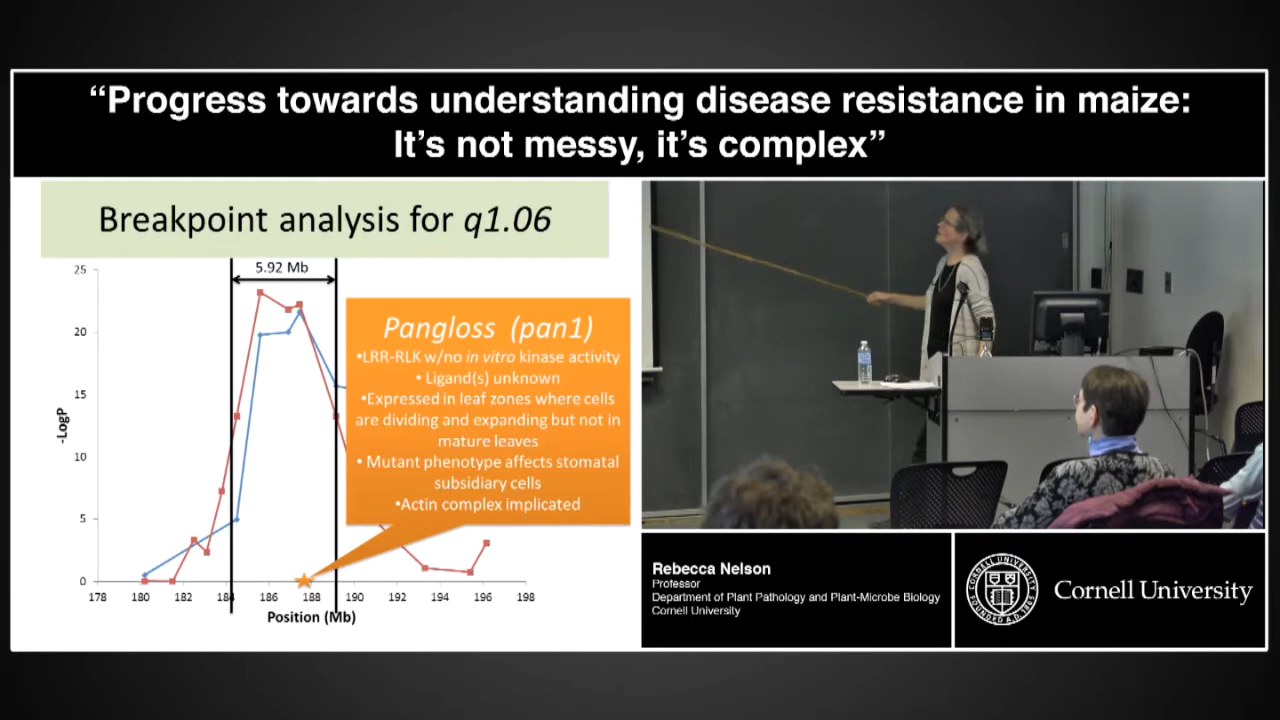 “Progress towards understanding disease resistance in maize:
It’s not messy, it’s complex”
Breakpoint analysis for q1.06
5.92 Mb
25
20
15
10
5
0
-LogP
178 180 182 184 186 188 190 192 194 196 198
Position (Mb)
Pangloss (pan1)
•LRR-RLK w/no in vitro kinase activity
• Ligand(s) unknown
•Expressed in leaf zones where cells
are dividing and expanding but not in
mature leaves
• Mutant phenotype affects stomatal
subsidiary cells
•Actin complex implicated
Rebecca Nelson
Professor
Department of Plant Pathology and Plant-Microbe Biology
Cornell University
CORNELL UNIVERSITY
FOUNDED A.D. 1865
Cornell University